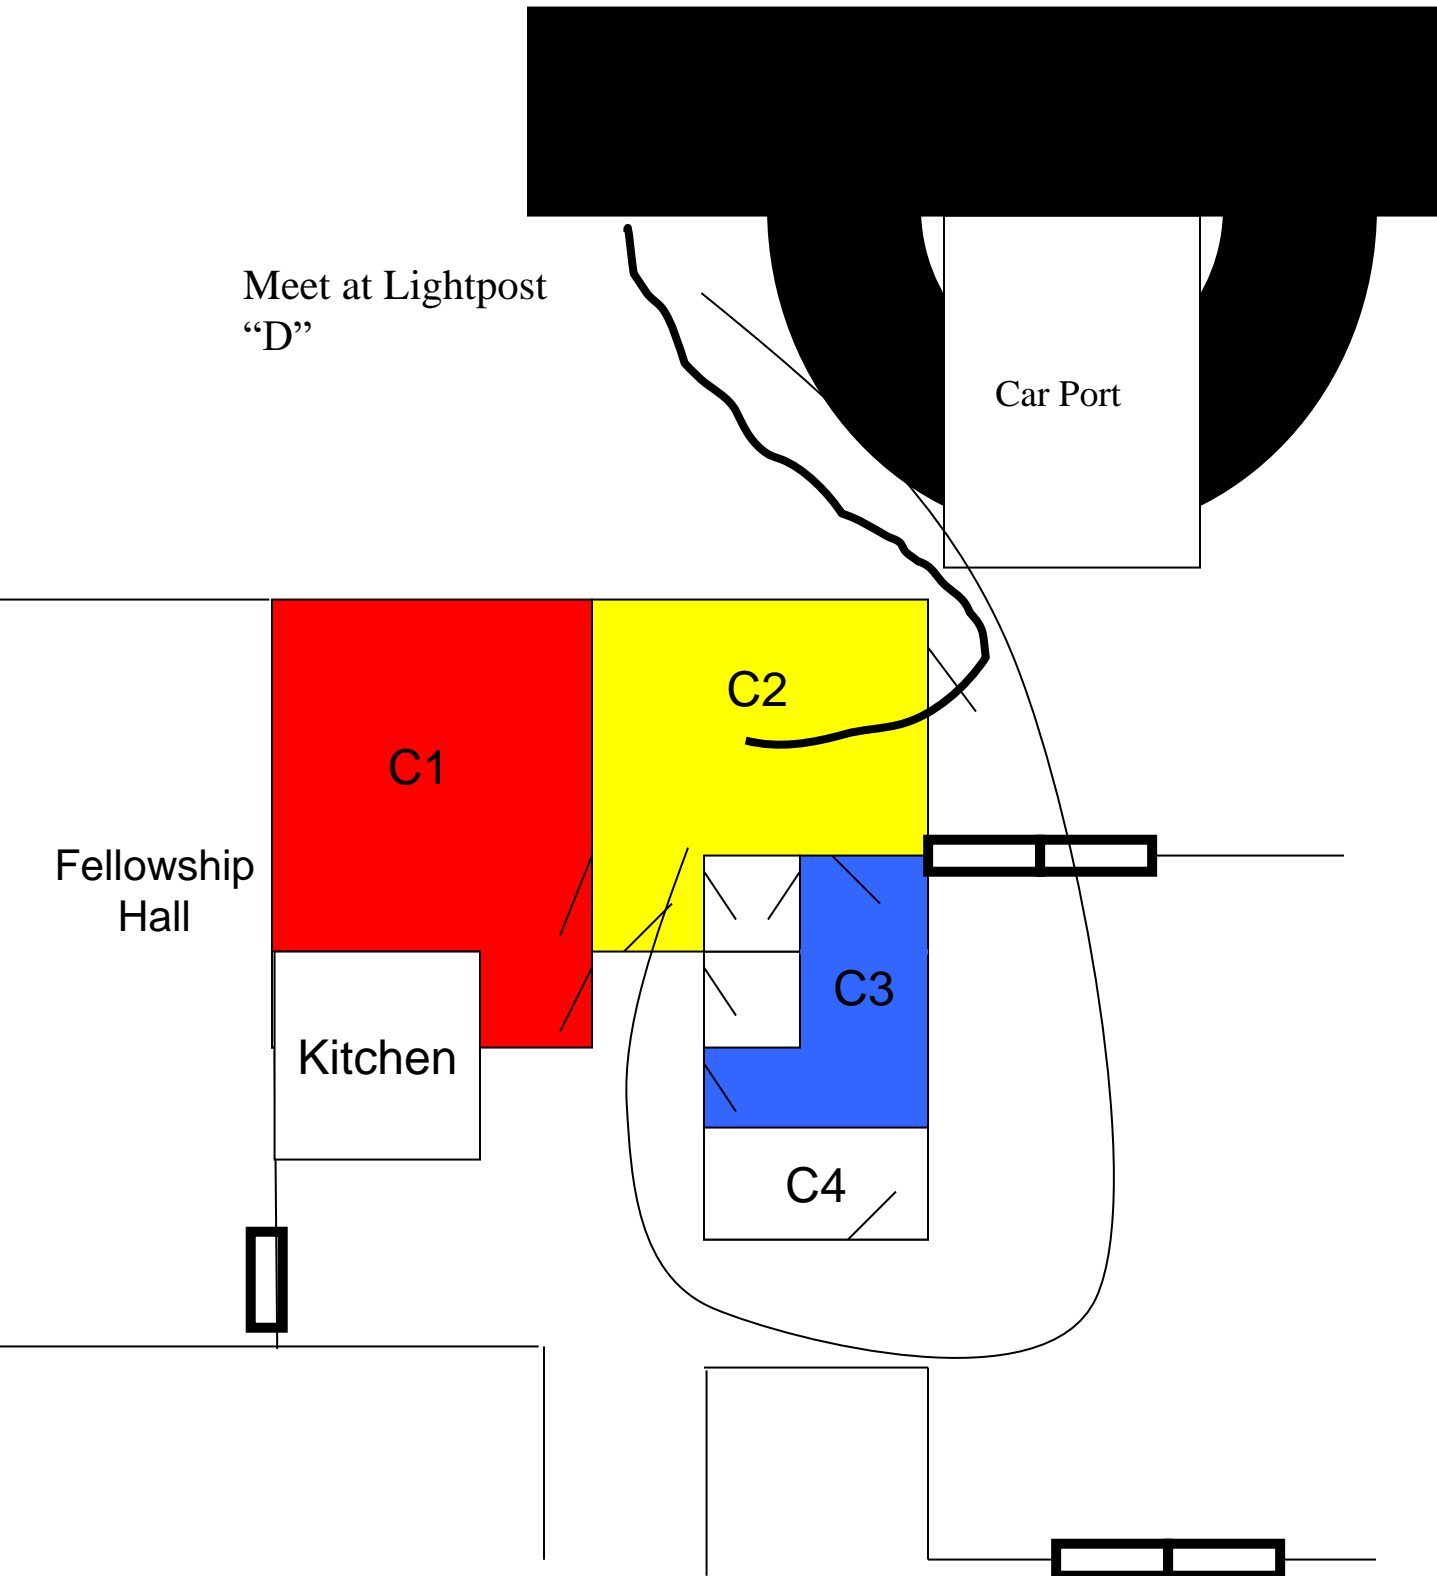 Meet at Lightpost
“D”
Car Port
C2
C1
Fellowship
Hall
C3
Kitchen
C4